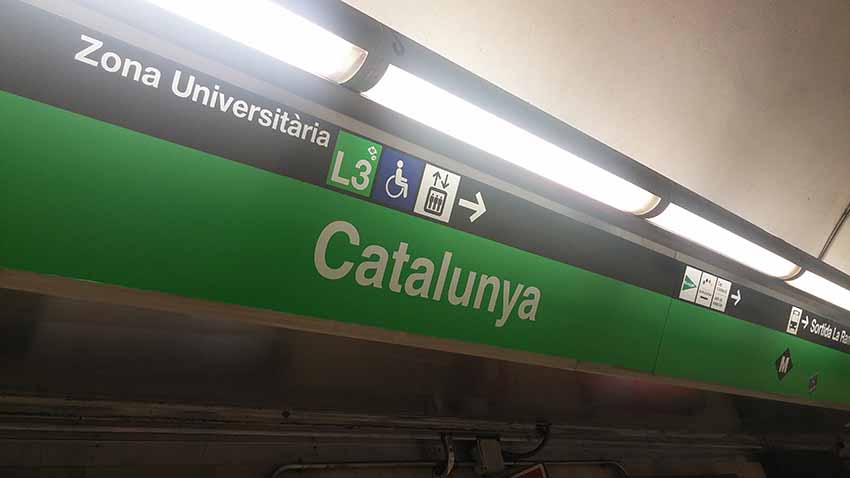 Zona Universitària
L3
Catalunya
Sortida La
M